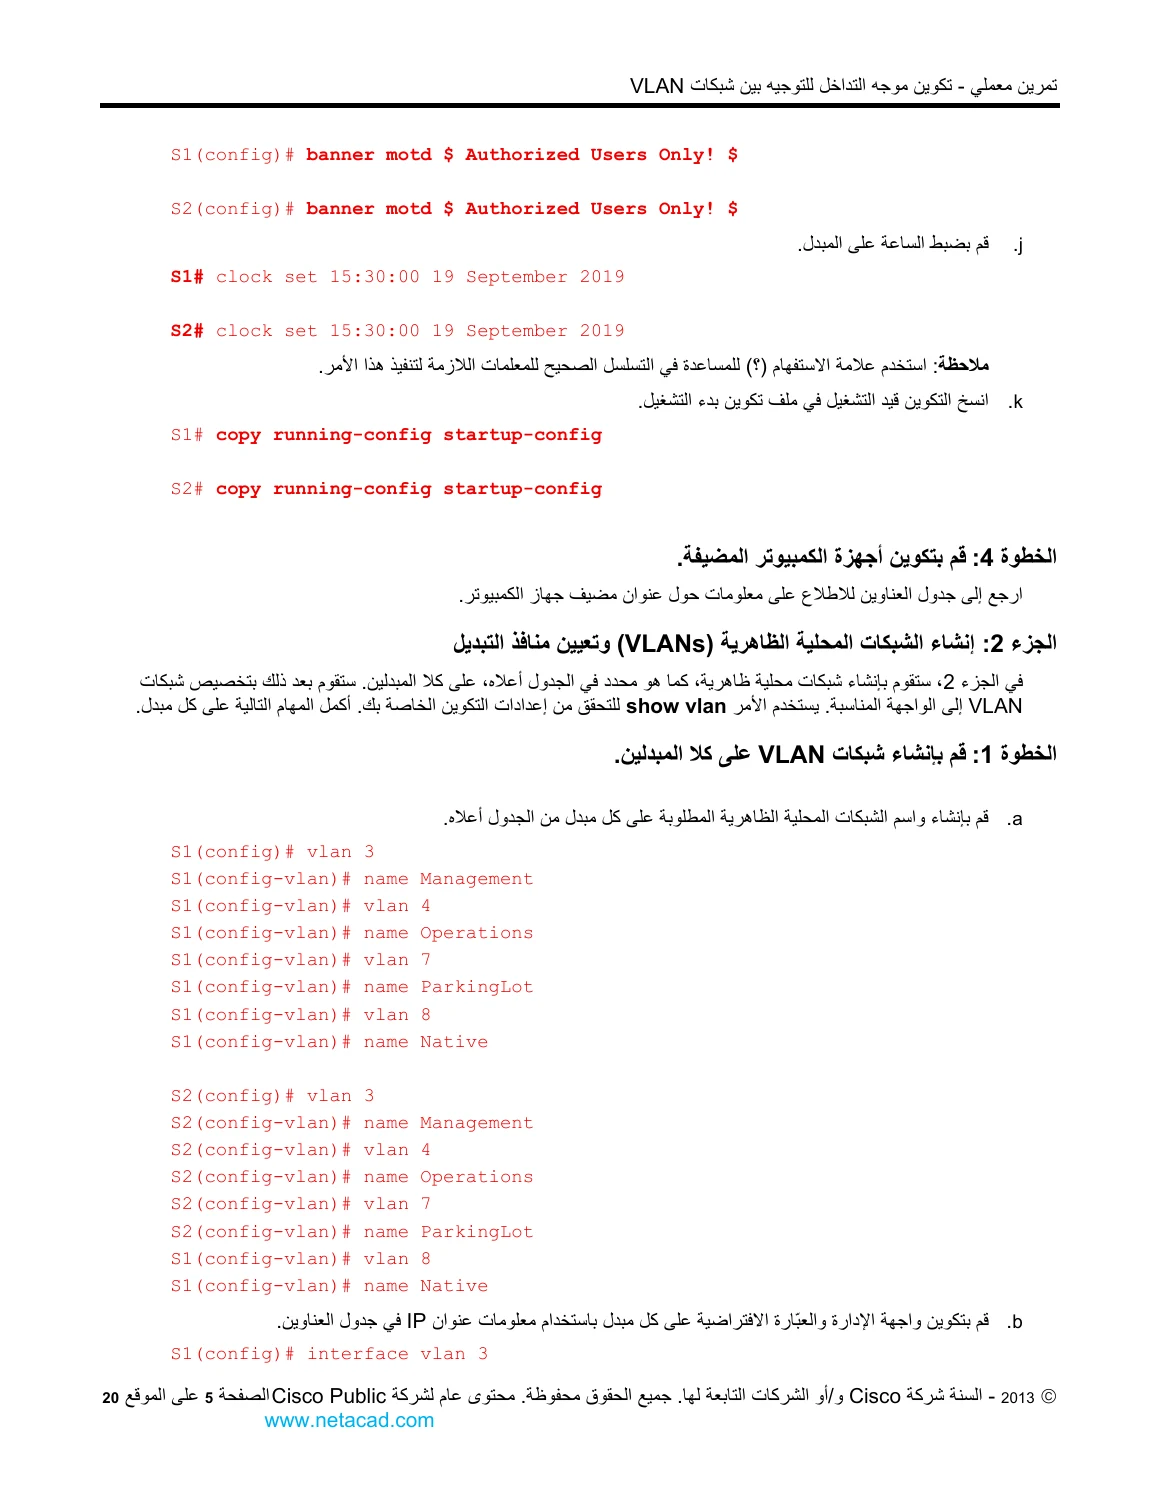 تمرين معملي - تكوين موجه التداخل للتوجيه بين شبكات VLAN
S1(config)# banner motd $ Authorized Users Only! $
S2(config)# banner motd $ Authorized Users Only! $
j. قم بضبط الساعة على المبدل.
S1# clock set 15:30:00 19 September 2019
S2# clock set 15:30:00 19 September 2019
ملاحظة: استخدم علامة الاستفهام (؟) للمساعدة في التسلسل الصحيح للمعلمات اللازمة لتنفيذ هذا الأمر.
k. انسخ التكوين قيد التشغيل في ملف تكوين بدء التشغيل.
S1# copy running-config startup-config
S2# copy running-config startup-config
الخطوة 4: قم بتكوين أجهزة الكمبيوتر المضيفة.
ارجع إلى جدول العناوين للاطلاع على معلومات حول عنوان مضيف جهاز الكمبيوتر.
الجزء 2: إنشاء الشبكات المحلية الظاهرية (VLANs) وتعيين منافذ التبديل
في الجزء 2، ستقوم بإنشاء شبكات محلية ظاهرية، كما هو محدد في الجدول أعلاه، على كلا المبدلين. ستقوم بعد ذلك بتخصيص شبكات
VLAN إلى الواجهة المناسبة. يستخدم الأمر show vlan للتحقق من إعدادات التكوين الخاصة بك. أكمل المهام التالية على كل مبدل.
الخطوة 1: قم بإنشاء شبكات VLAN على كلا المبدلين.
a. قم بإنشاء واسم الشبكات المحلية الظاهرية المطلوبة على كل مبدل من الجدول أعلاه.
S1(config)# vlan 3
S1(config-vlan)# name Management
S1(config-vlan)# vlan 4
S1(config-vlan)# name Operations
S1(config-vlan)# vlan 7
S1(config-vlan)# name ParkingLot
S1(config-vlan)# vlan 8
S1(config-vlan)# name Native
S2(config)# vlan 3
S2(config-vlan)# name Management
S2(config-vlan)# vlan 4
S2(config-vlan)# name Operations
S2(config-vlan)# vlan 7
S2(config-vlan)# name ParkingLot
S1(config-vlan)# vlan 8
S1(config-vlan)# name Native
b. قم بتكوين واجهة الإدارة والعبّارة الافتراضية على كل مبدل باستخدام معلومات عنوان IP في جدول العناوين.
S1(config)# interface vlan 3
© 2013 - السنة شركة Cisco و/أو الشركات التابعة لها. جميع الحقوق محفوظة. محتوى عام لشركة Cisco Public الصفحة 5 على الموقع 20
www.netacad.com